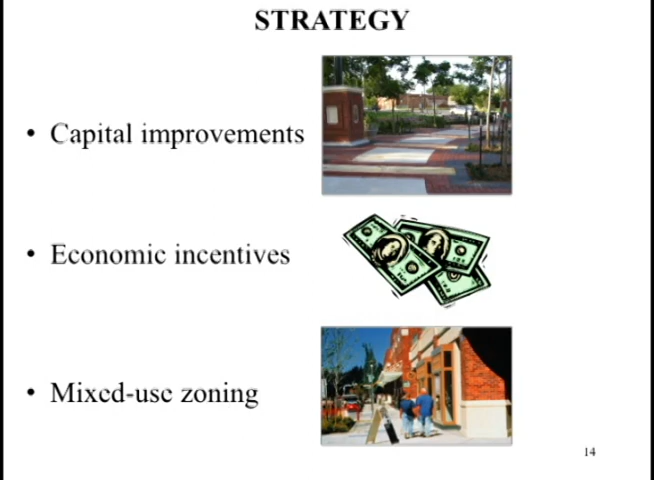 STRATEGY
• Capital improvements
• Economic incentives
• Mixed-use zoning
14